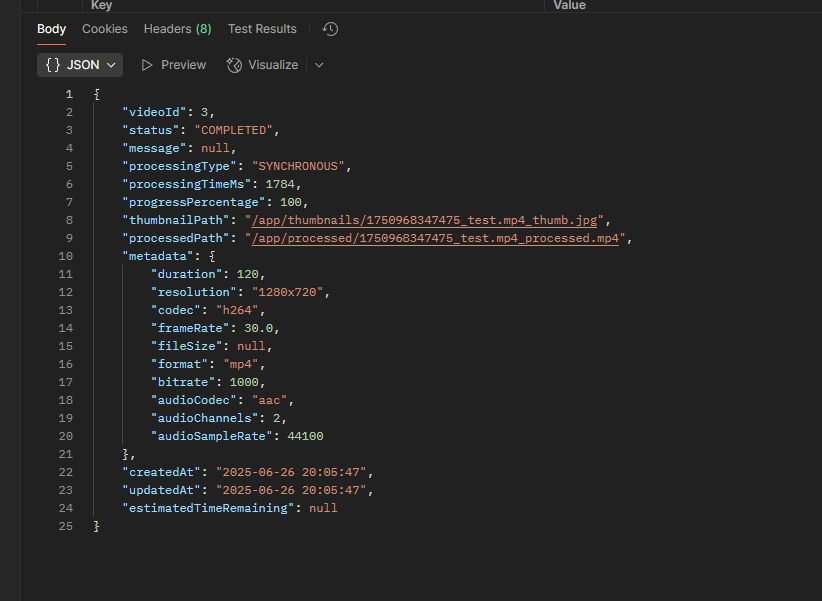 Key Value
Body Cookies Headers (8) Test Results
{} JSON Preview Visualize
1 {
2 "videoId": 3,
3 "status": "COMPLETED",
4 "message": null,
5 "processingType": "SYNCHRONOUS",
6 "processingTimeMs": 1784,
7 "progressPercentage": 100,
8 "thumbnailPath": "/app/thumbnails/1750968347475_test.mp4_thumb.jpg",
9 "processedPath": "/app/processed/1750968347475_test.mp4_processed.mp4",
10 "metadata": {
11 "duration": 120,
12 "resolution": "1280x720",
13 "codec": "h264",
14 "frameRate": 30.0,
15 "fileSize": null,
16 "format": "mp4",
17 "bitrate": 1000,
18 "audioCodec": "aac",
19 "audioChannels": 2,
20 "audioSampleRate": 44100
21 },
22 "createdAt": "2025-06-26 20:05:47",
23 "updatedAt": "2025-06-26 20:05:47",
24 "estimatedTimeRemaining": null
25 }